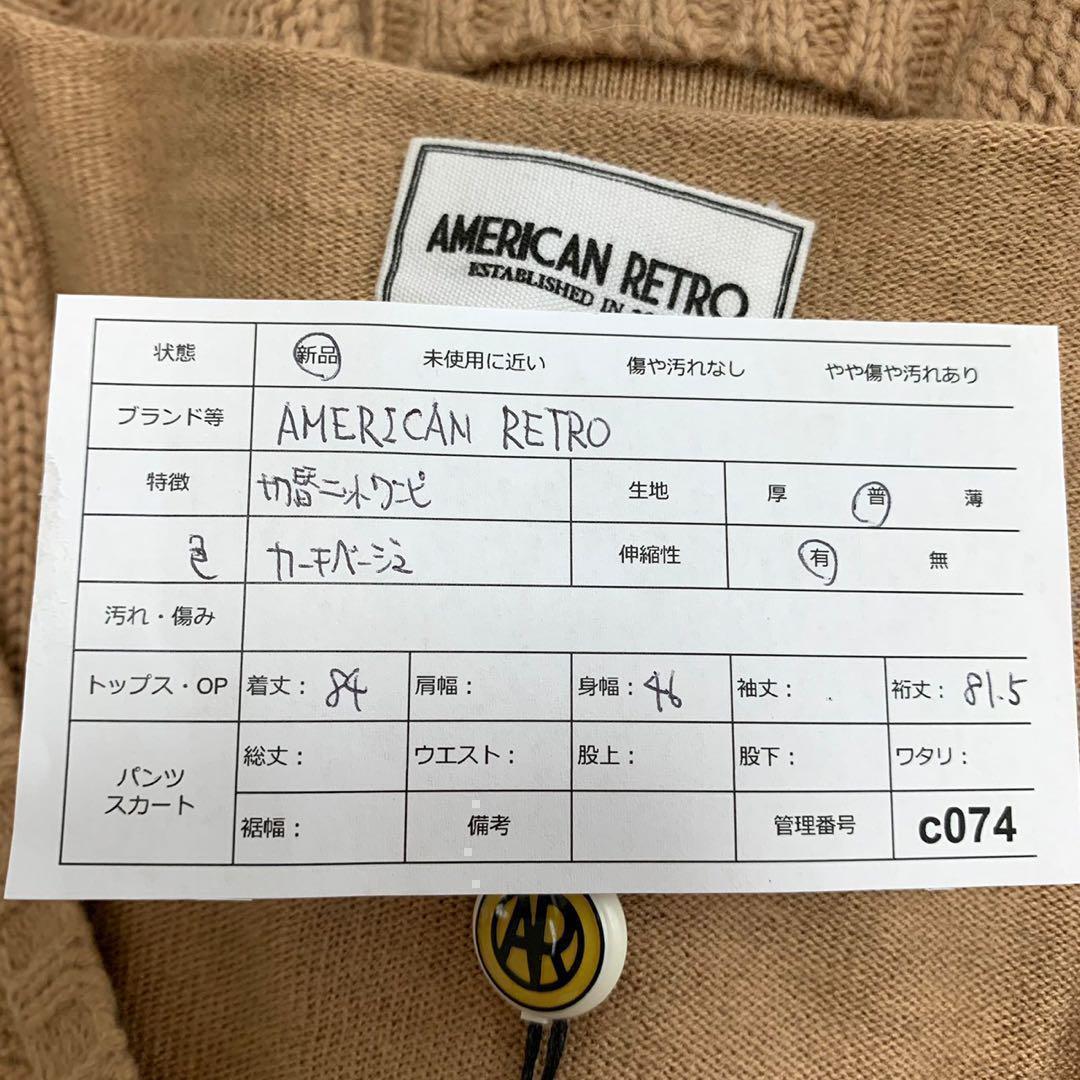 AMERICAN RETRO
ESTABLISHED IN
状態 新品 未使用に近い 傷や汚れなし やや傷や汚れあり
ブランド等 AMERICAN RETRO
特徴 切替ニットワンピ 生地 厚 普 薄
色 カーキベージュ 伸縮性 有 無
汚れ・傷み
トップス・OP 着丈: 84 肩幅: 身幅: 46 袖丈: 裄丈: 81.5
パンツ
スカート
総丈: ウエスト: 股上: 股下: ワタリ:
裾幅: 備考 管理番号 c074
AR